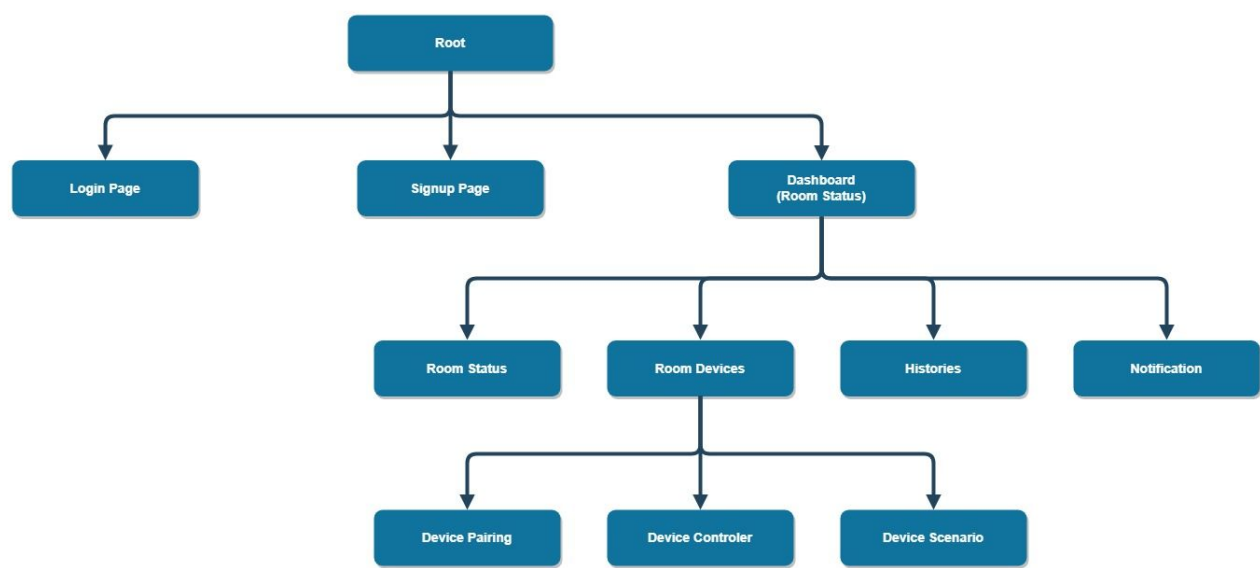 Root
Login Page
Signup Page
Dashboard
(Room Status)
Room Status
Room Devices
Histories
Notification
Device Pairing
Device Controler
Device Scenario